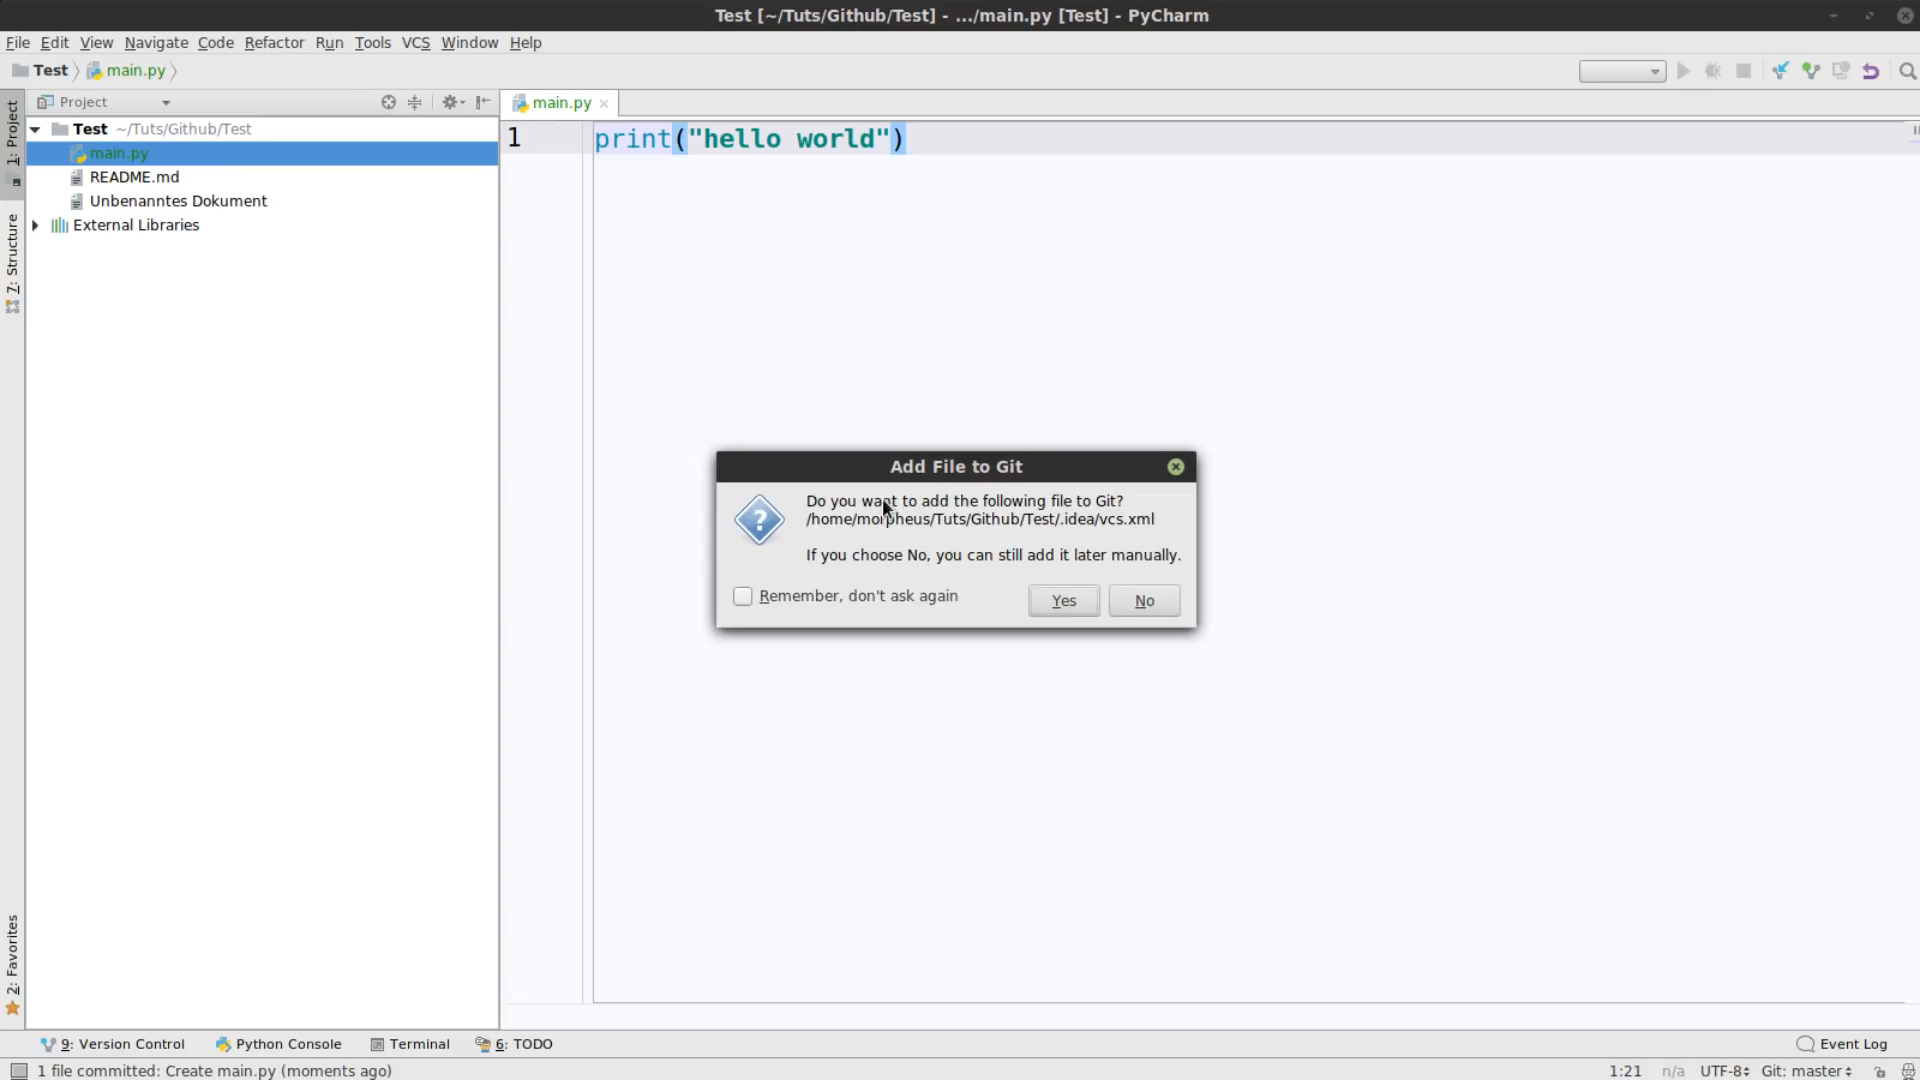 Test [~/Tuts/Github/Test] - .../main.py [Test] - PyCharm
File Edit View Navigate Code Refactor Run Tools VCS Window Help
Test main.py
1: Project
7: Structure
2: Favorites
Project
Test ~/Tuts/Github/Test
main.py
README.md
Unbenanntes Dokument
External Libraries
main.py
1 print("hello world")
Add File to Git
Do you want to add the following file to Git?
/home/morpheus/Tuts/Github/Test/.idea/vcs.xml
If you choose No, you can still add it later manually.
Remember, don't ask again Yes No
9: Version Control Python Console Terminal 6: TODO Event Log
1 file committed: Create main.py (moments ago) 1:21 n/a UTF-8 Git: master